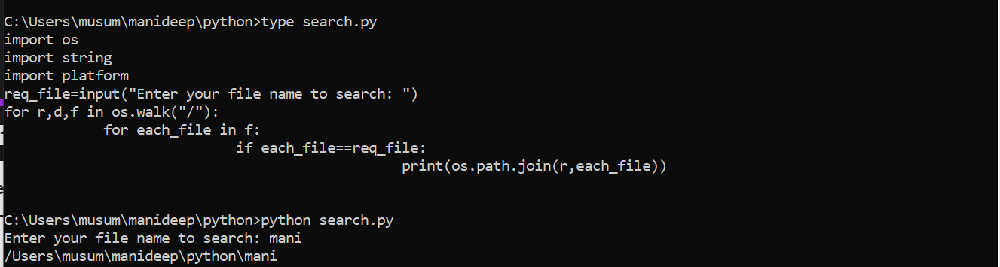 C:\Users\musum\manideep\python>type search.py
import os
import string
import platform
req_file=input("Enter your file name to search: ")
for r,d,f in os.walk("/"):
            for each_file in f:
                            if each_file==req_file:
                                                print(os.path.join(r,each_file))
C:\Users\musum\manideep\python>python search.py
Enter your file name to search: mani
/Users\musum\manideep\python\mani